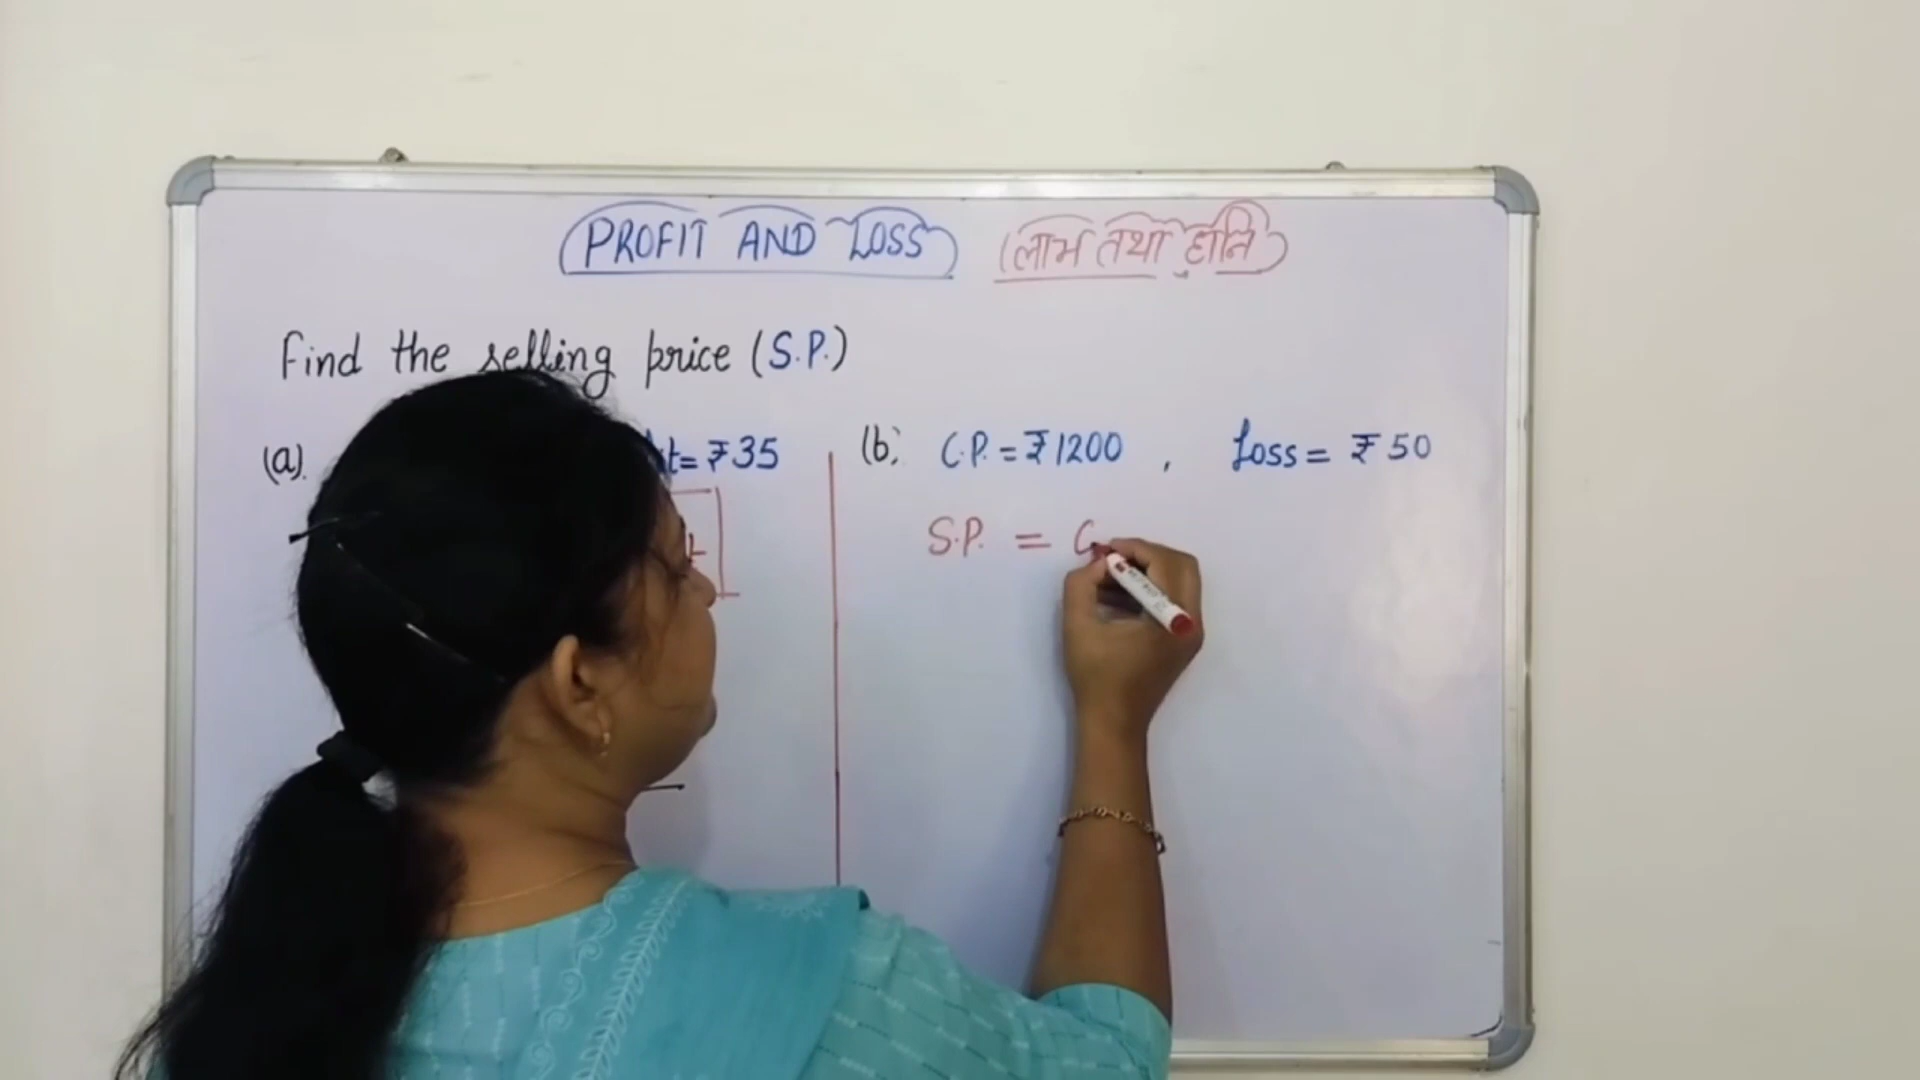 PROFIT AND LOSS (लाभ तथा हानि)
Find the selling price (S.P.)
(a). = ₹35
(b) C.P. = ₹1200 , Loss = ₹50
S.P. = C